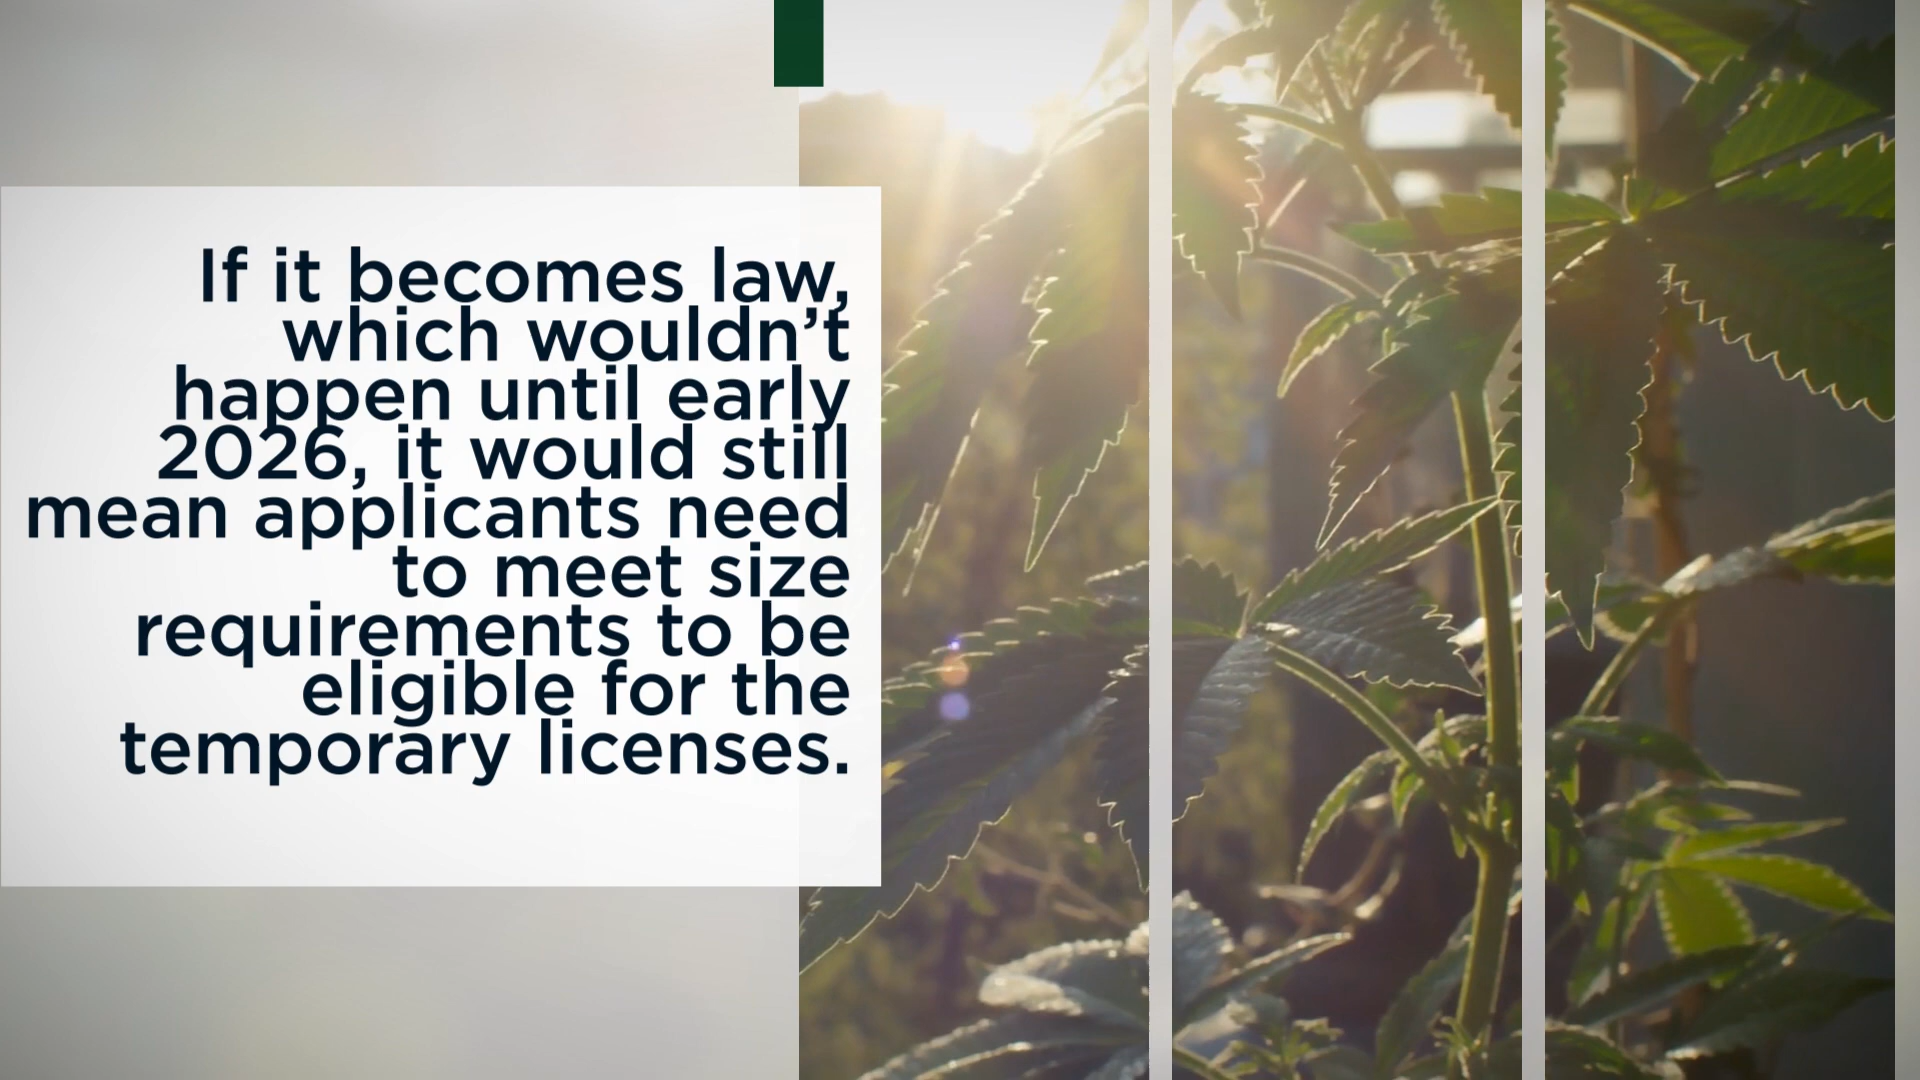 If it becomes law,
which wouldn’t
happen until early
2026, it would still
mean applicants need
to meet size
requirements to be
eligible for the
temporary licenses.